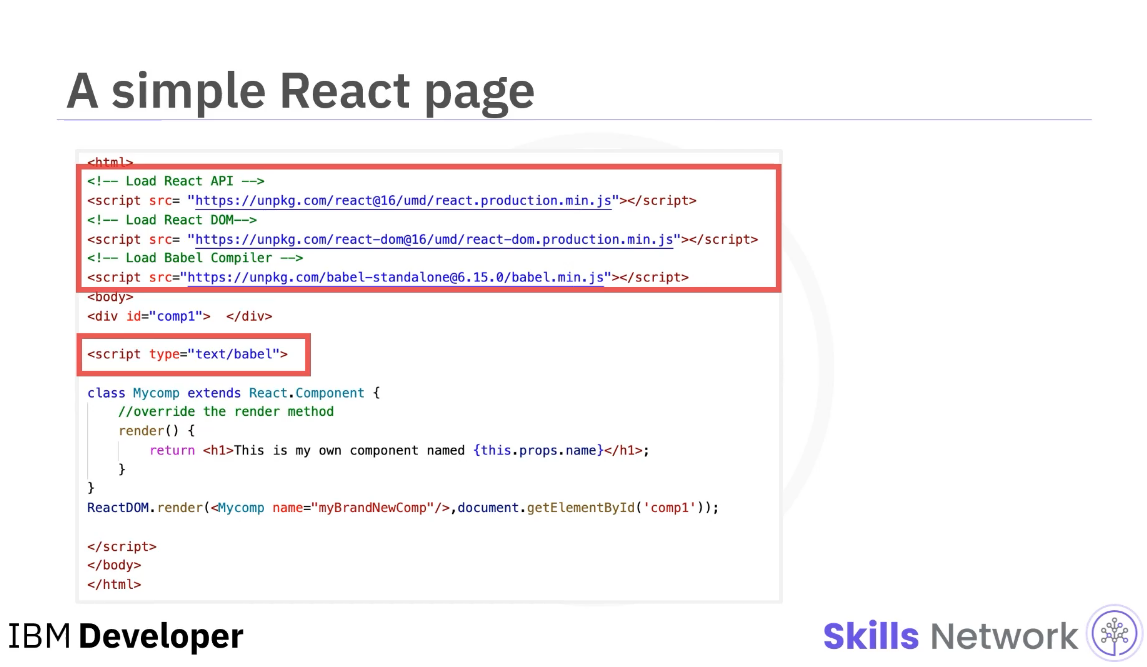 A simple React page
<html>
<!-- Load React API -->
<script src= "https://unpkg.com/react@16/umd/react.production.min.js"></script>
<!-- Load React DOM-->
<script src= "https://unpkg.com/react-dom@16/umd/react-dom.production.min.js"></script>
<!-- Load Babel Compiler -->
<script src="https://unpkg.com/babel-standalone@6.15.0/babel.min.js"></script>
<body>
<div id="comp1">  </div>
<script type="text/babel">
class Mycomp extends React.Component {
//override the render method
render() {
return <h1>This is my own component named {this.props.name}</h1>;
}
}
ReactDOM.render(<Mycomp name="myBrandNewComp"/>,document.getElementById('comp1'));
</script>
</body>
</html>
IBM Developer
Skills Network